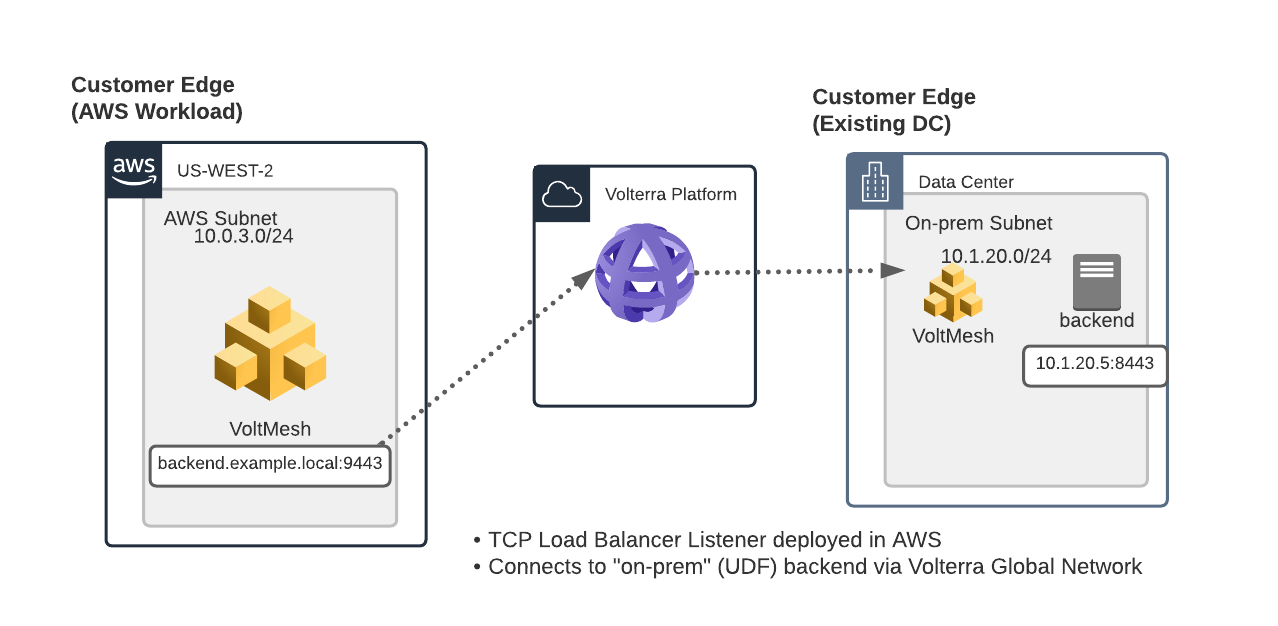 Customer Edge
(AWS Workload)
aws
US-WEST-2
AWS Subnet
10.0.3.0/24
VoltMesh
backend.example.local:9443
Volterra Platform
Customer Edge
(Existing DC)
Data Center
On-prem Subnet
10.1.20.0/24
VoltMesh
backend
10.1.20.5:8443
• TCP Load Balancer Listener deployed in AWS
• Connects to "on-prem" (UDF) backend via Volterra Global Network